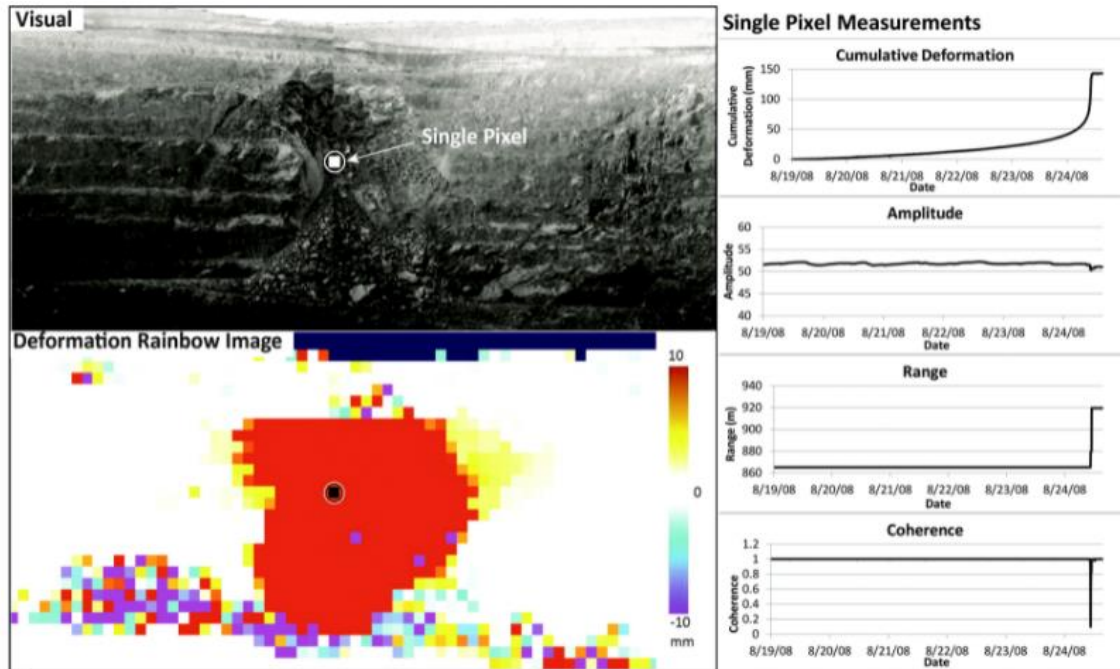 Visual
Single Pixel
Deformation Rainbow Image
10
0
-10
mm
Single Pixel Measurements
Cumulative Deformation
Cumulative
Deformation (mm)
150
100
50
0
8/19/08 8/20/08 8/21/08 8/22/08 8/23/08 8/24/08
Date
Amplitude
Amplitude
60
55
50
45
40
8/19/08 8/20/08 8/21/08 8/22/08 8/23/08 8/24/08
Date
Range
Range (m)
940
920
900
880
860
8/19/08 8/20/08 8/21/08 8/22/08 8/23/08 8/24/08
Date
Coherence
Coherence
1.2
1
0.8
0.6
0.4
0.2
0
8/19/08 8/20/08 8/21/08 8/22/08 8/23/08 8/24/08
Date